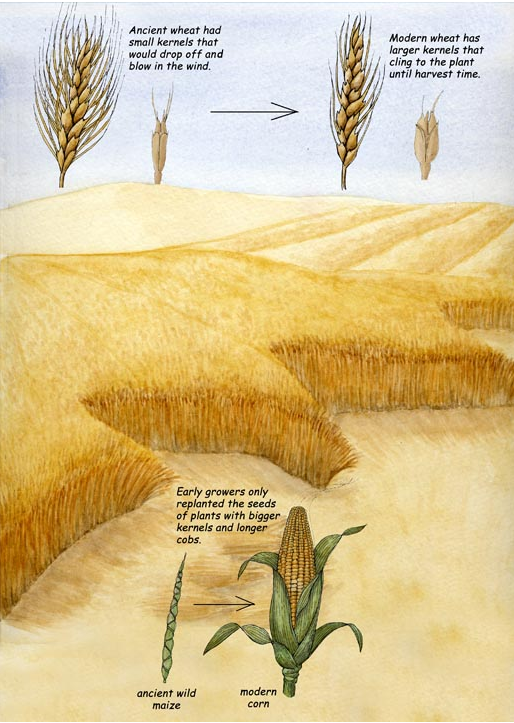 Ancient wheat had
small kernels that
would drop off and
blow in the wind.
Modern wheat has
larger kernels that
cling to the plant
until harvest time.
Early growers only
replanted the seeds
of plants with bigger
kernels and longer
cobs.
ancient wild
maize
modern
corn